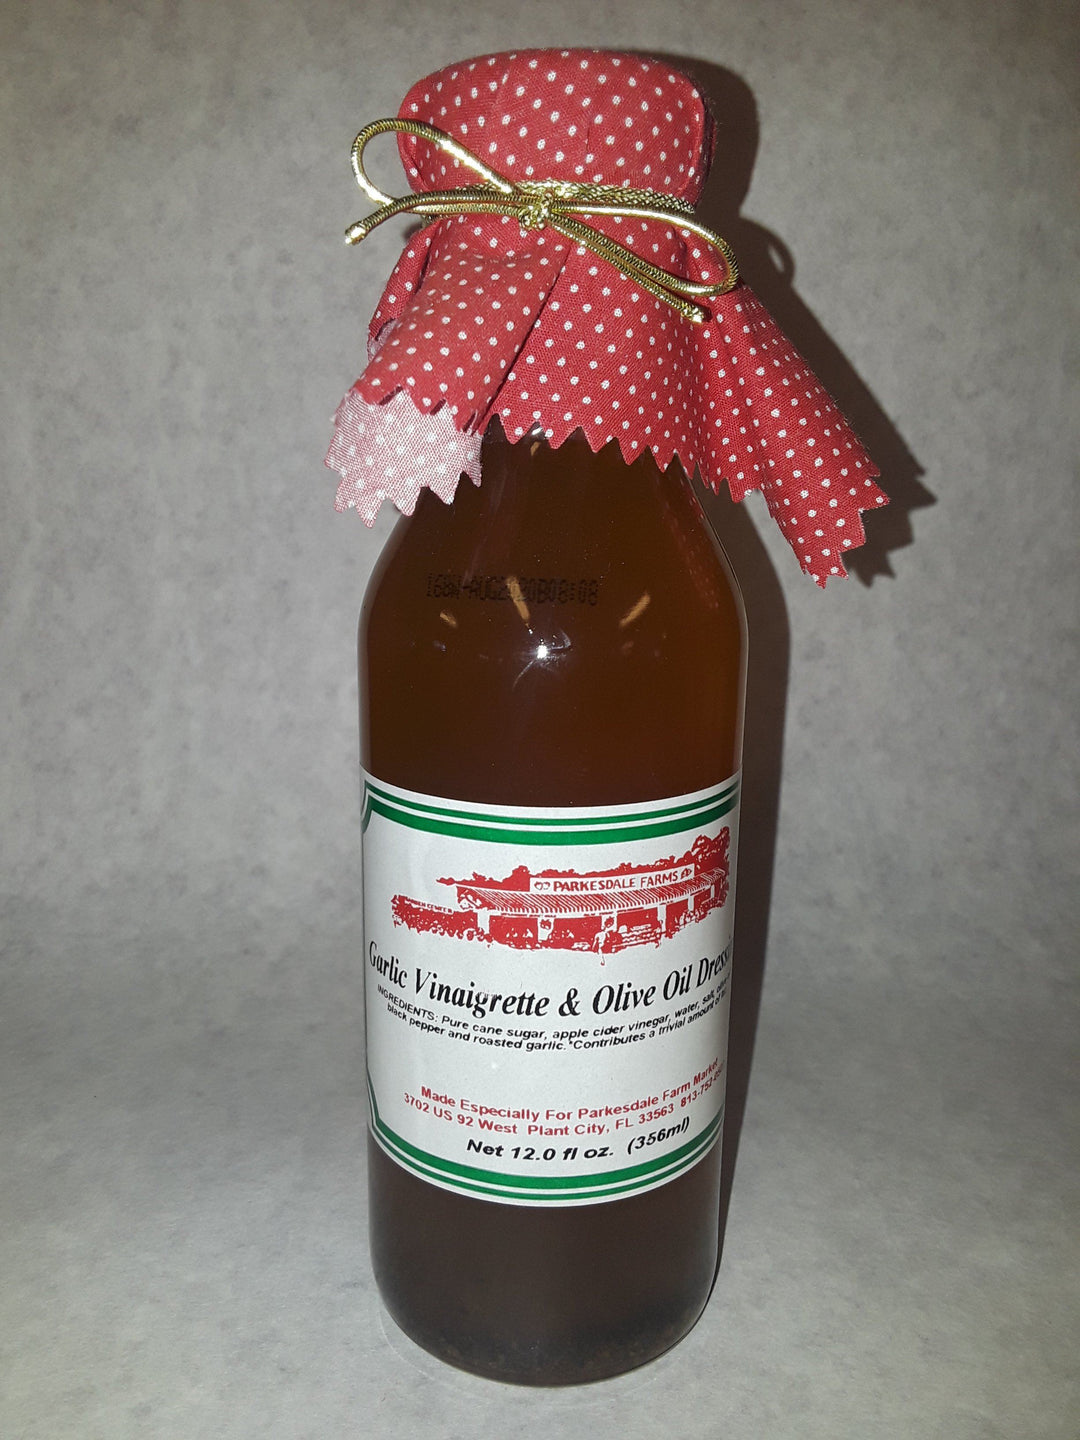 PARKESDALE FARMS
Garlic Vinaigrette & Olive Oil
INGREDIENTS: Pure cane sugar, apple cider vinegar, water, salt,
black pepper and roasted garlic. *Contributes a trivial amount of
Made Especially For Parkesdale Farm Market
3702 US 92 West Plant City, FL 33563 813-
Net 12.0 fl oz. (356ml)